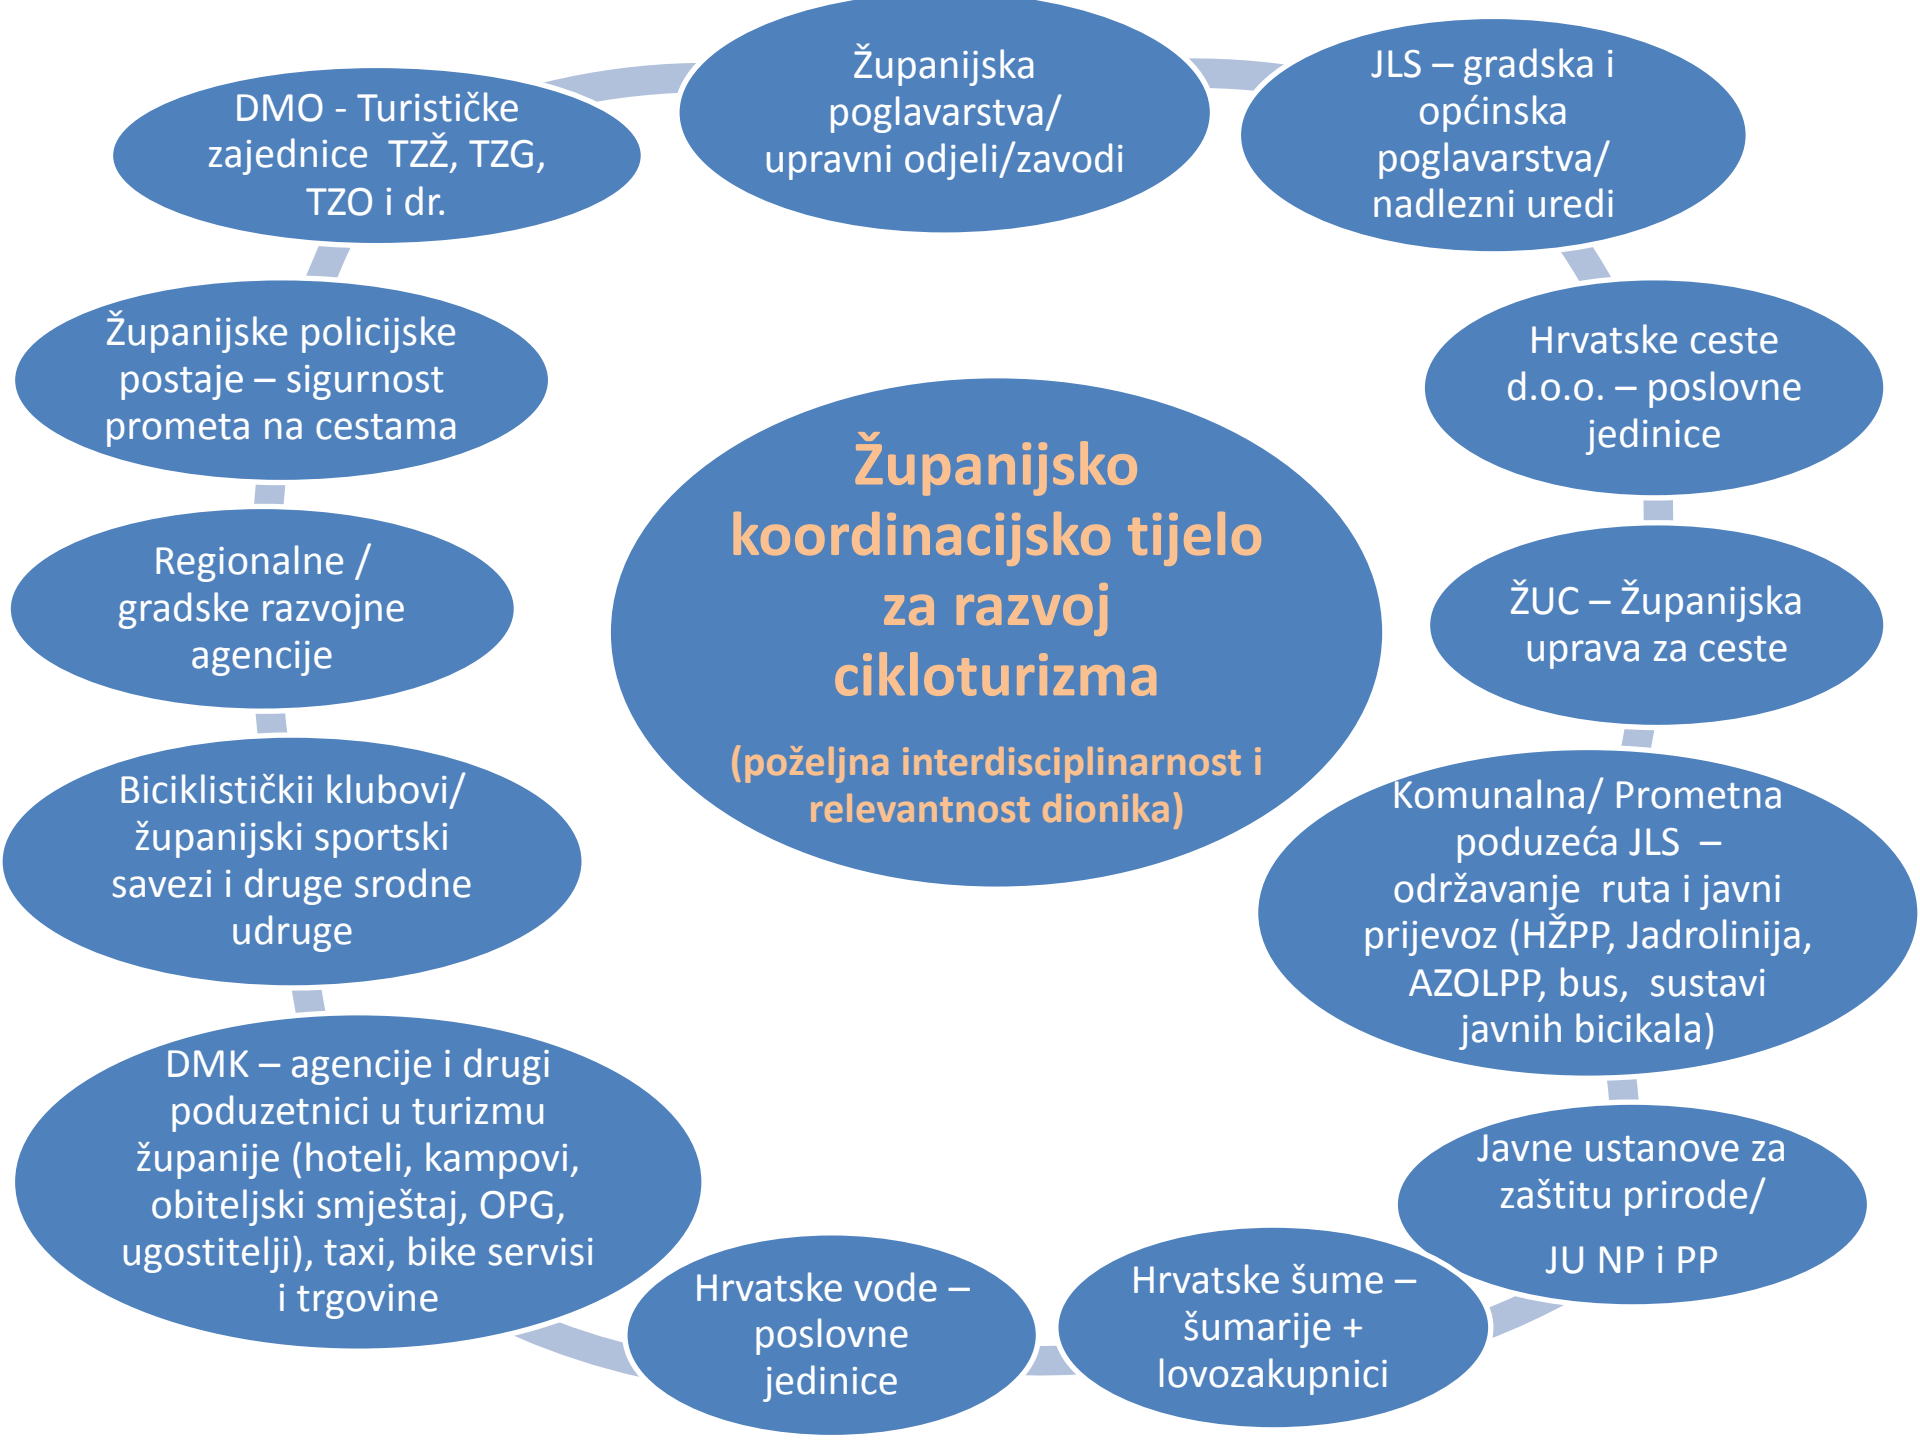 Županijska
poglavarstva/
upravni odjeli/zavodi
JLS – gradska i
općinska
poglavarstva/
nadlezni uredi
Hrvatske ceste
d.o.o. – poslovne
jedinice
ŽUC – Županijska
uprava za ceste
Komunalna/ Prometna
poduzeća JLS –
održavanje ruta i javni
prijevoz (HŽPP, Jadrolinija,
AZOLPP, bus, sustavi
javnih bicikala)
Javne ustanove za
zaštitu prirode/
JU NP i PP
Hrvatske šume –
šumarije +
lovozakupnici
Hrvatske vode –
poslovne
jedinice
DMK – agencije i drugi
poduzetnici u turizmu
županije (hoteli, kampovi,
obiteljski smještaj, OPG,
ugostitelji), taxi, bike servisi
i trgovine
Biciklističkii klubovi/
županijski sportski
savezi i druge srodne
udruge
Regionalne /
gradske razvojne
agencije
Županijske policijske
postaje – sigurnost
prometa na cestama
DMO - Turističke
zajednice TZŽ, TZG,
TZO i dr.
Županijsko
koordinacijsko tijelo
za razvoj
cikloturizma
(poželjna interdisciplinarnost i
relevantnost dionika)